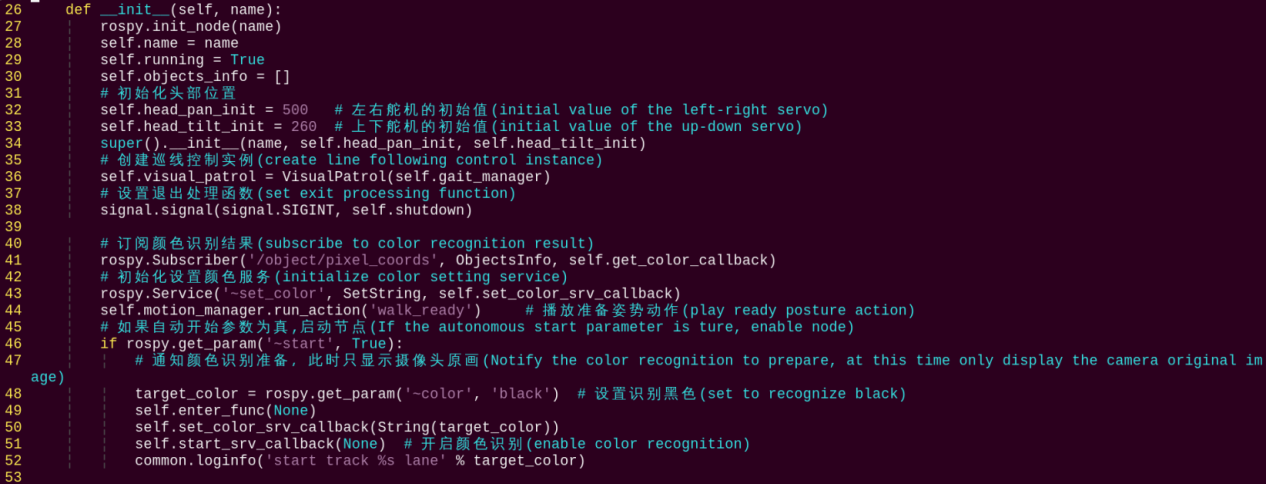 26     def __init__(self, name):
27         rospy.init_node(name)
28         self.name = name
29         self.running = True
30         self.objects_info = []
31         # 初始化头部位置
32         self.head_pan_init = 500   # 左右舵机的初始值(initial value of the left-right servo)
33         self.head_tilt_init = 260  # 上下舵机的初始值(initial value of the up-down servo)
34         super().__init__(name, self.head_pan_init, self.head_tilt_init)
35         # 创建巡线控制实例(create line following control instance)
36         self.visual_patrol = VisualPatrol(self.gait_manager)
37         # 设置退出处理函数(set exit processing function)
38         signal.signal(signal.SIGINT, self.shutdown)
39
40         # 订阅颜色识别结果(subscribe to color recognition result)
41         rospy.Subscriber('/object/pixel_coords', ObjectsInfo, self.get_color_callback)
42         # 初始化设置颜色服务(initialize color setting service)
43         rospy.Service('~set_color', SetString, self.set_color_srv_callback)
44         self.motion_manager.run_action('walk_ready')     # 播放准备姿势动作(play ready posture action)
45         # 如果自动开始参数为真,启动节点(If the autonomous start parameter is ture, enable node)
46         if rospy.get_param('~start', True):
47             # 通知颜色识别准备, 此时只显示摄像头原画(Notify the color recognition to prepare, at this time only display the camera original im
age)
48             target_color = rospy.get_param('~color', 'black')  # 设置识别黑色(set to recognize black)
49             self.enter_func(None)
50             self.set_color_srv_callback(String(target_color))
51             self.start_srv_callback(None)  # 开启颜色识别(enable color recognition)
52             common.loginfo('start track %s lane' % target_color)
53